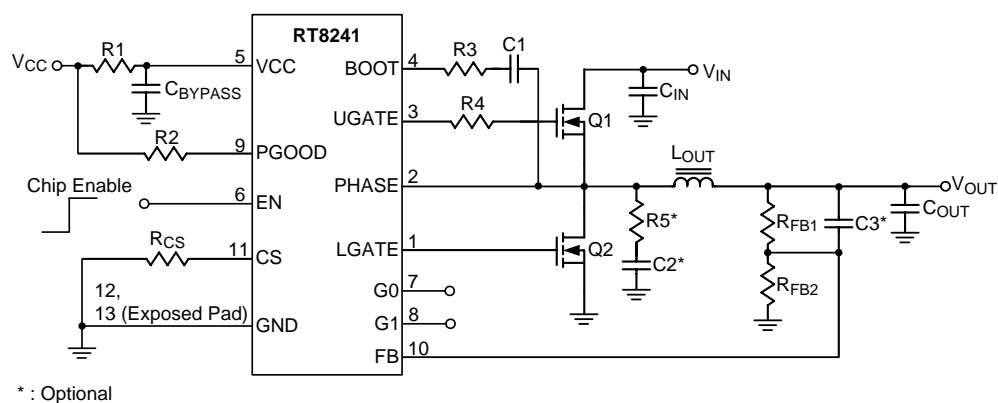 RT8241
VCC
R1
5
VCC
CBYPASS
R2
9
PGOOD
Chip Enable
6
EN
RCS
11
CS
12,
13 (Exposed Pad)
GND
BOOT
4
R3
C1
UGATE
3
R4
Q1
VIN
CIN
PHASE
2
LOUT
VOUT
COUT
R5*
C2*
RFB1
C3*
RFB2
LGATE
1
Q2
G0
7
G1
8
FB
10
* : Optional